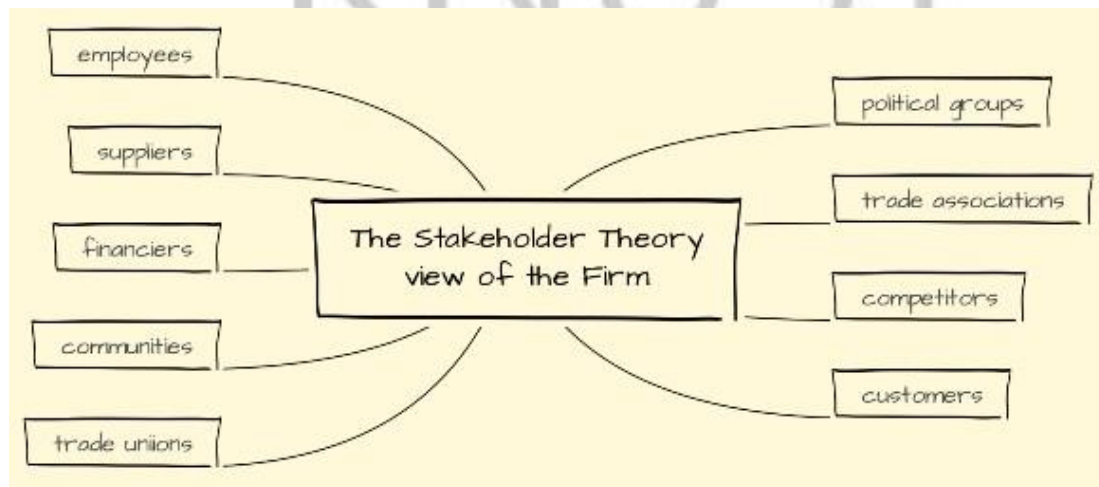 employees
suppliers
financiers
communities
trade uniions
The Stakeholder Theory
view of the Firm
political groups
trade associations
competitors
customers